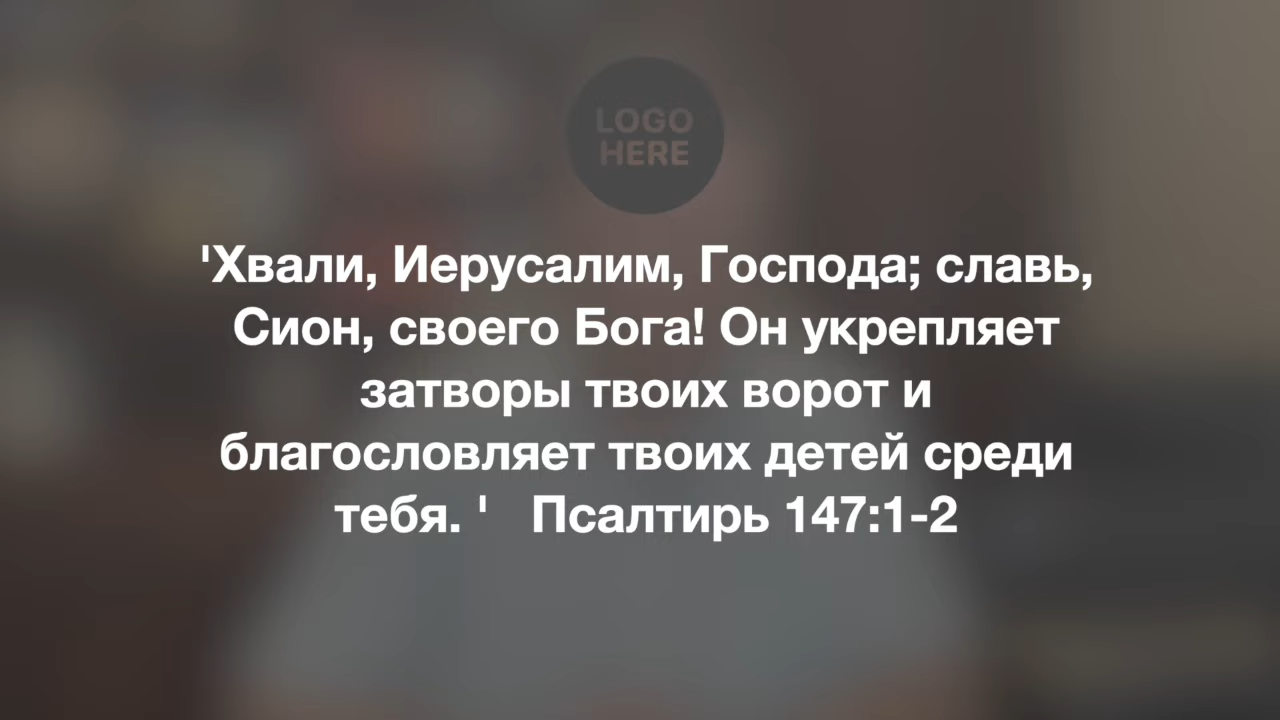 LOGO
HERE
'Хвали, Иерусалим, Господа; славь,
Сион, своего Бога! Он укрепляет
затворы твоих ворот и
благословляет твоих детей среди
тебя. '   Псалтирь 147:1-2